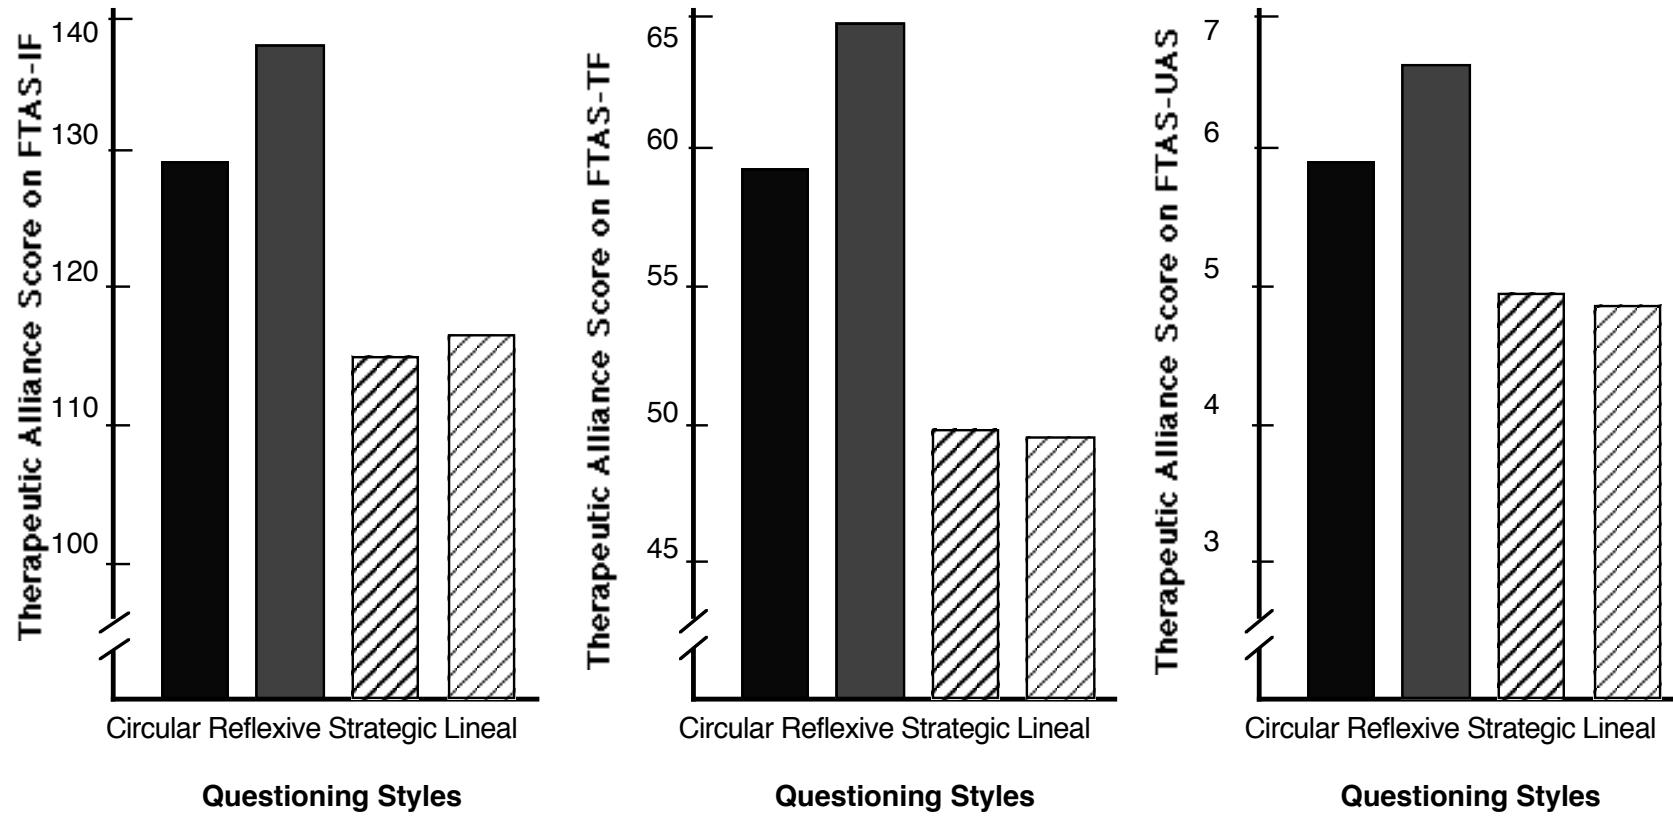 Therapeutic Alliance Score on FTAS-IF
140
130
120
110
100
Circular Reflexive Strategic Lineal
Questioning Styles
Therapeutic Alliance Score on FTAS-TF
65
60
55
50
45
Circular Reflexive Strategic Lineal
Questioning Styles
Therapeutic Alliance Score on FTAS-UAS
7
6
5
4
3
Circular Reflexive Strategic Lineal
Questioning Styles